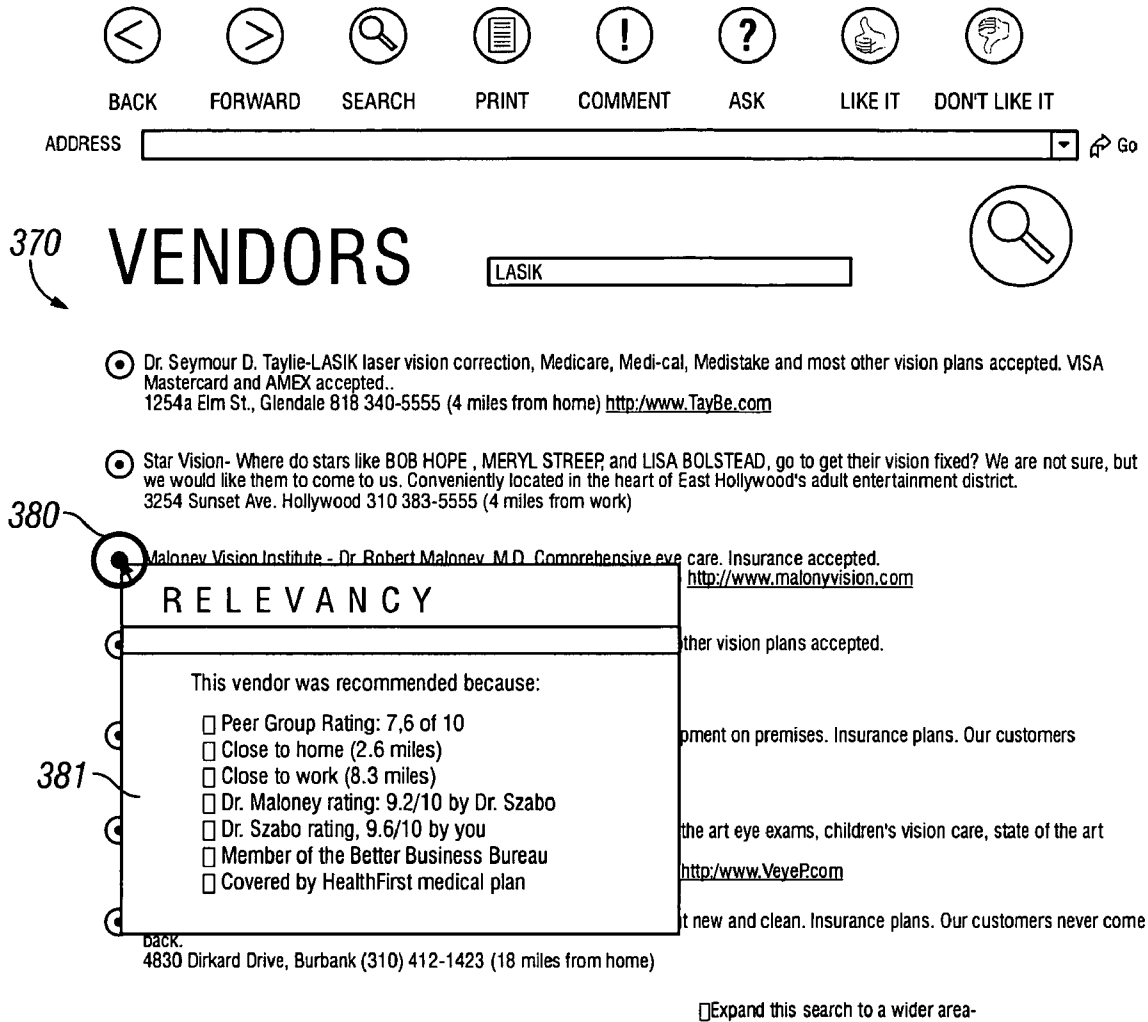 BACK FORWARD SEARCH PRINT COMMENT ASK LIKE IT DON'T LIKE IT
ADDRESS Go
370
VENDORS LASIK
Dr. Seymour D. Taylie-LASIK laser vision correction, Medicare, Medi-cal, Medistake and most other vision plans accepted. VISA
Mastercard and AMEX accepted..
1254a Elm St., Glendale 818 340-5555 (4 miles from home) http:/www.TayBe.com
Star Vision- Where do stars like BOB HOPE , MERYL STREEP, and LISA BOLSTEAD, go to get their vision fixed? We are not sure, but
we would like them to come to us. Conveniently located in the heart of East Hollywood's adult entertainment district.
3254 Sunset Ave. Hollywood 310 383-5555 (4 miles from work)
380
Maloney Vision Institute - Dr. Robert Maloney, M.D. Comprehensive eye care. Insurance accepted.
http://www.malonyvision.com
RELEVANCY
ther vision plans accepted.
This vendor was recommended because:
Peer Group Rating: 7,6 of 10
pment on premises. Insurance plans. Our customers
Close to home (2.6 miles)
Close to work (8.3 miles)
381
Dr. Maloney rating: 9.2/10 by Dr. Szabo
Dr. Szabo rating, 9.6/10 by you
the art eye exams, children's vision care, state of the art
Member of the Better Business Bureau
http:/www.VeyeP.com
Covered by HealthFirst medical plan
t new and clean. Insurance plans. Our customers never come
back.
4830 Dirkard Drive, Burbank (310) 412-1423 (18 miles from home)
Expand this search to a wider area-